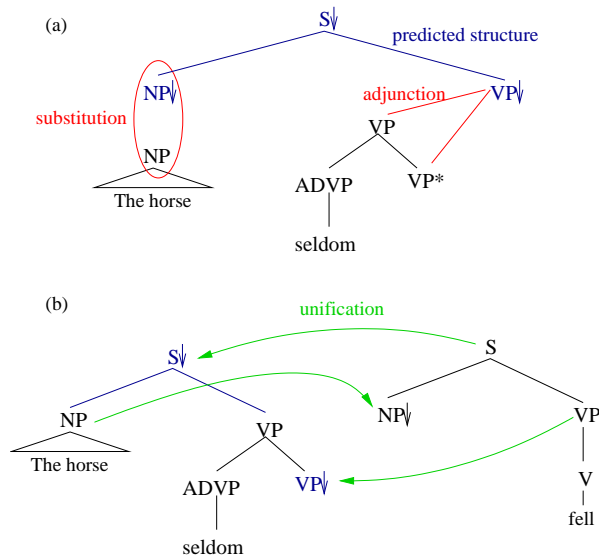 (a)
S↓
predicted structure
NP↓
adjunction
VP↓
substitution
VP
NP
ADVP
VP*
The horse
seldom
(b)
unification
S↓
S
NP
VP
NP↓
VP
The horse
ADVP
VP↓
V
seldom
fell